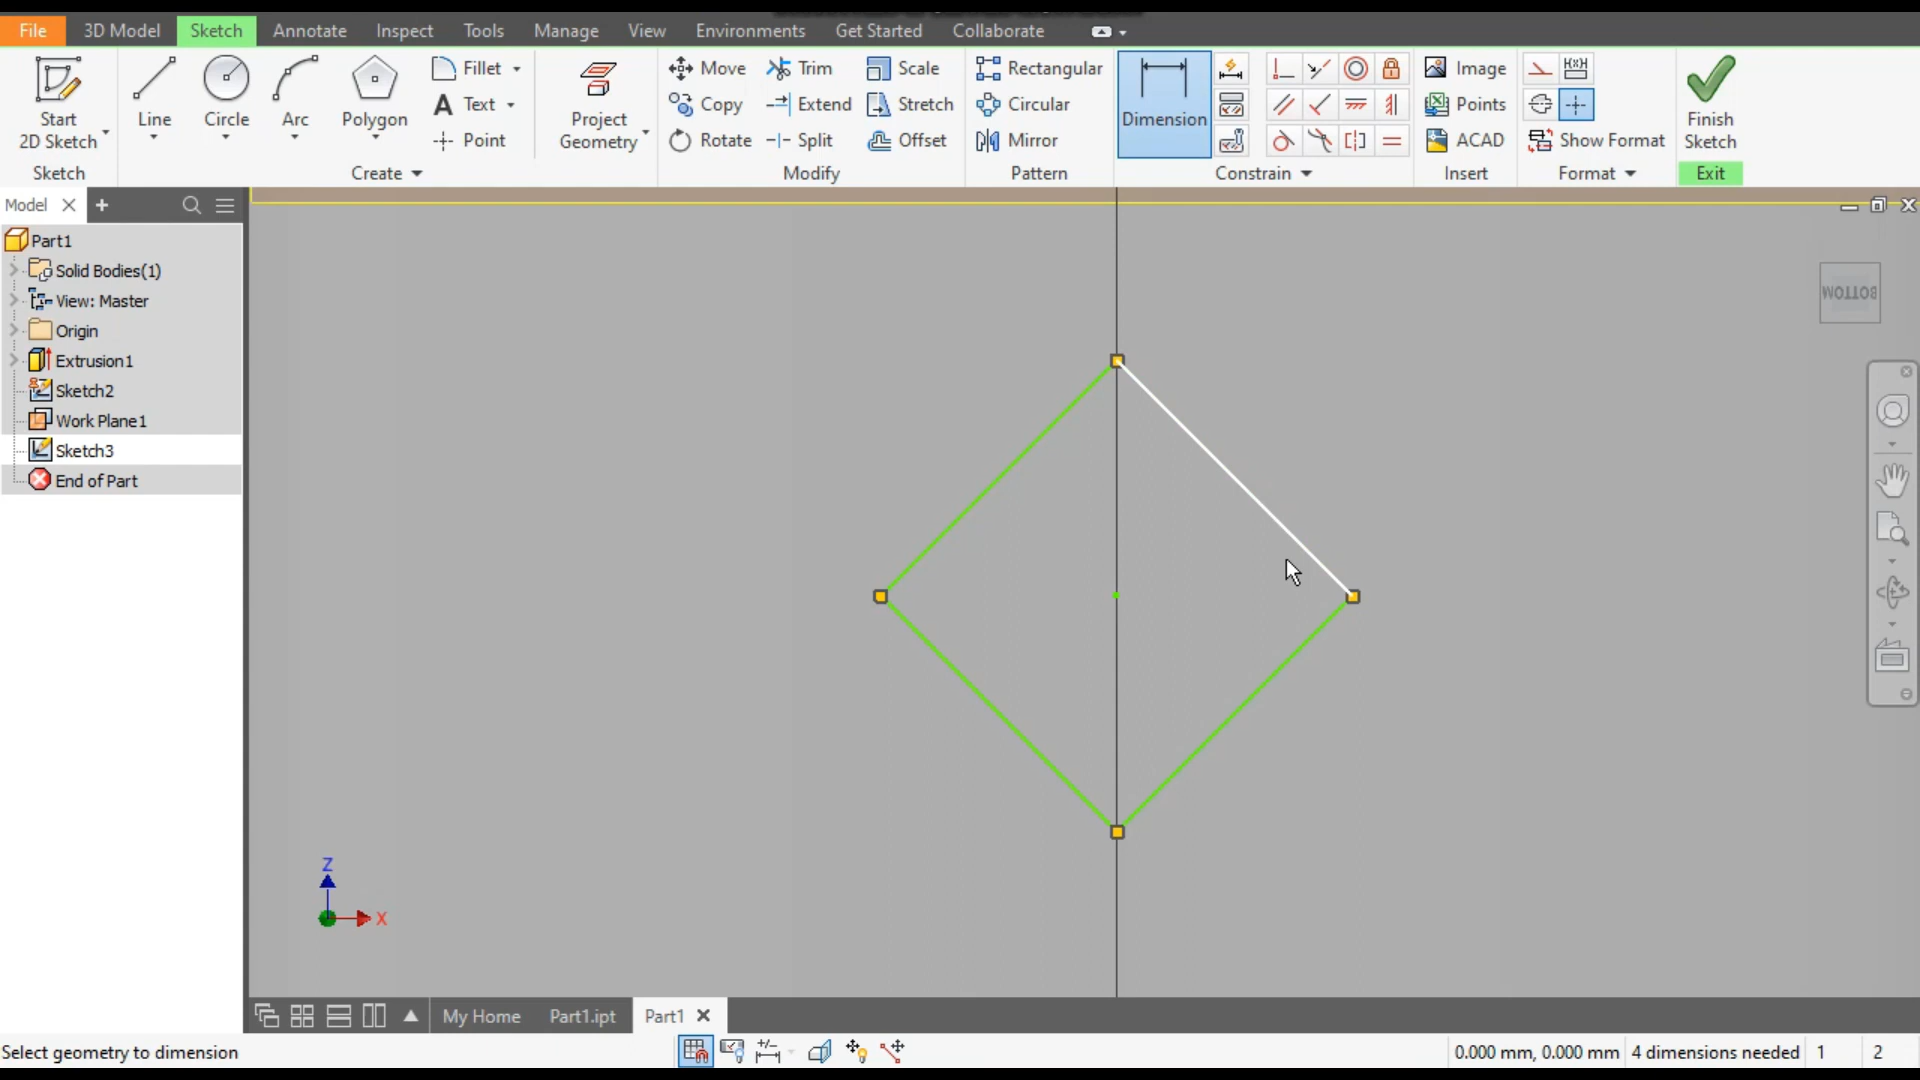 File 3D Model Sketch Annotate Inspect Tools Manage View Environments Get Started Collaborate
Start
2D Sketch
Line
Circle
Arc
Polygon
Fillet
Text
Point
Project
Geometry
Move
Trim
Scale
Copy
Extend
Stretch
Rotate
Split
Offset
Rectangular
Circular
Mirror
Dimension
Image
Points
ACAD
Show Format
Finish
Sketch
Sketch
Create
Modify
Pattern
Constrain
Insert
Format
Exit
Model
Part1
Solid Bodies(1)
View: Master
Origin
Extrusion1
Sketch2
Work Plane1
Sketch3
End of Part
BOTTOM
Z
X
My Home Part1.ipt Part1
Select geometry to dimension
0.000 mm, 0.000 mm 4 dimensions needed 1 2